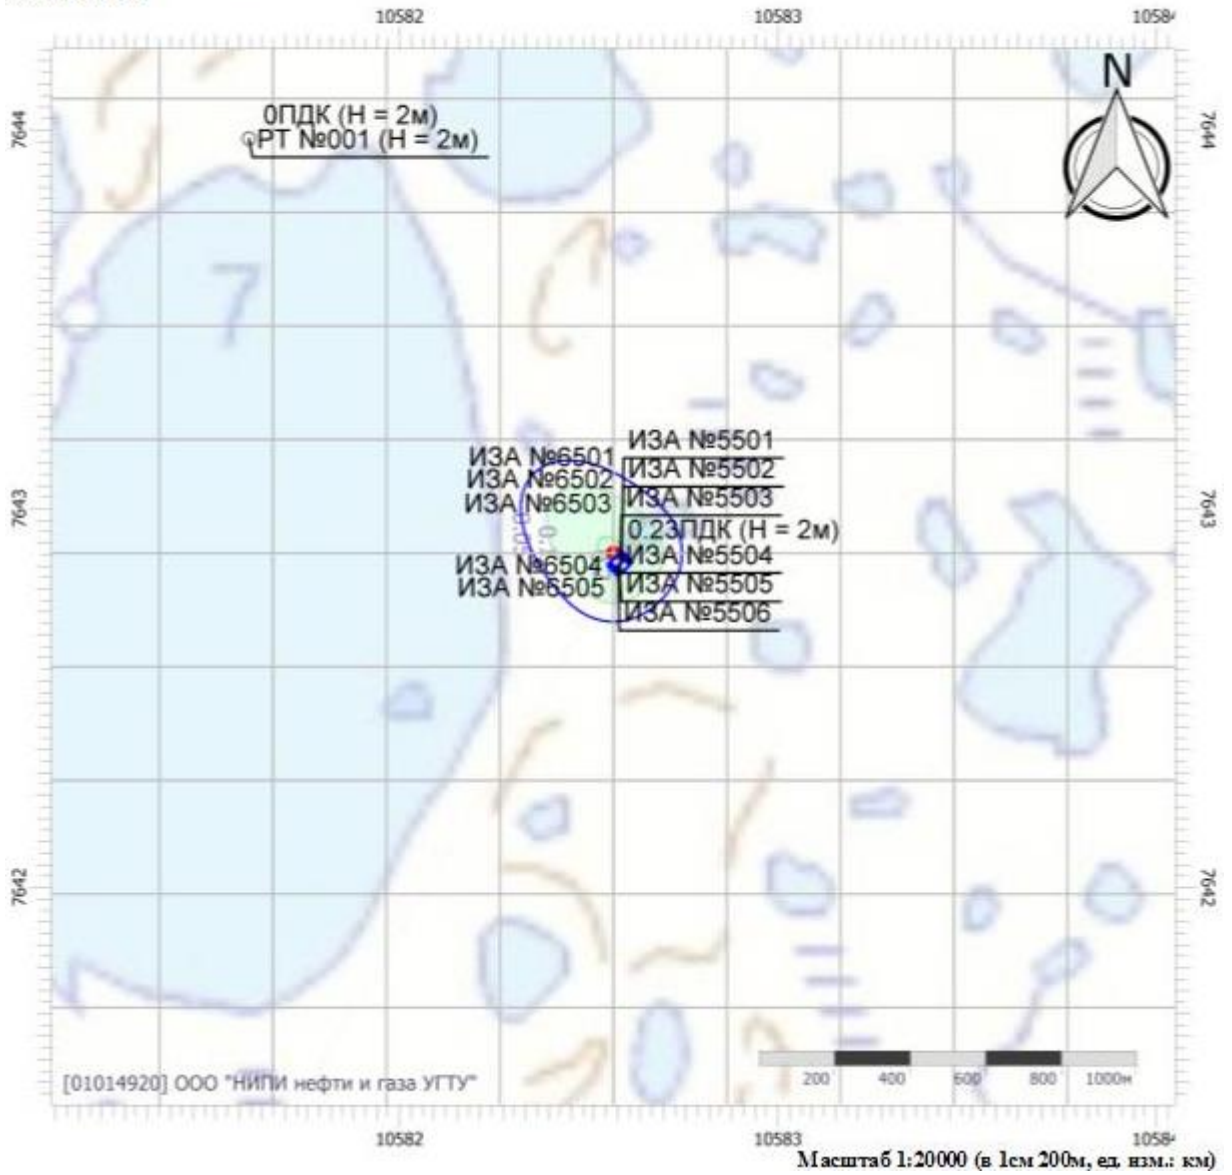 10582 10583 1058
0ПДК (Н = 2м)
РТ №001 (Н = 2м)
N
7644
7644
7
ИЗА №5501
ИЗА №6501
ИЗА №5502
ИЗА №6502
ИЗА №5503
ИЗА №6503
7643
7643
0.23ПДК (Н = 2м)
ИЗА №5504
ИЗА №6504
ИЗА №5505
ИЗА №6505
ИЗА №5506
7642
7642
[01014920] ООО "НИПИ нефти и газа УГТУ"
200 400 600 800 1000м
10582 10583 1058
Масштаб 1:20000 (в 1см 200м, ед. изм.: км)